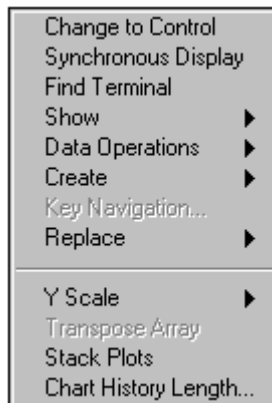 Change to Control
Synchronous Display
Find Terminal
Show
Data Operations
Create
Key Navigation...
Replace
Y Scale
Transpose Array
Stack Plots
Chart History Length...